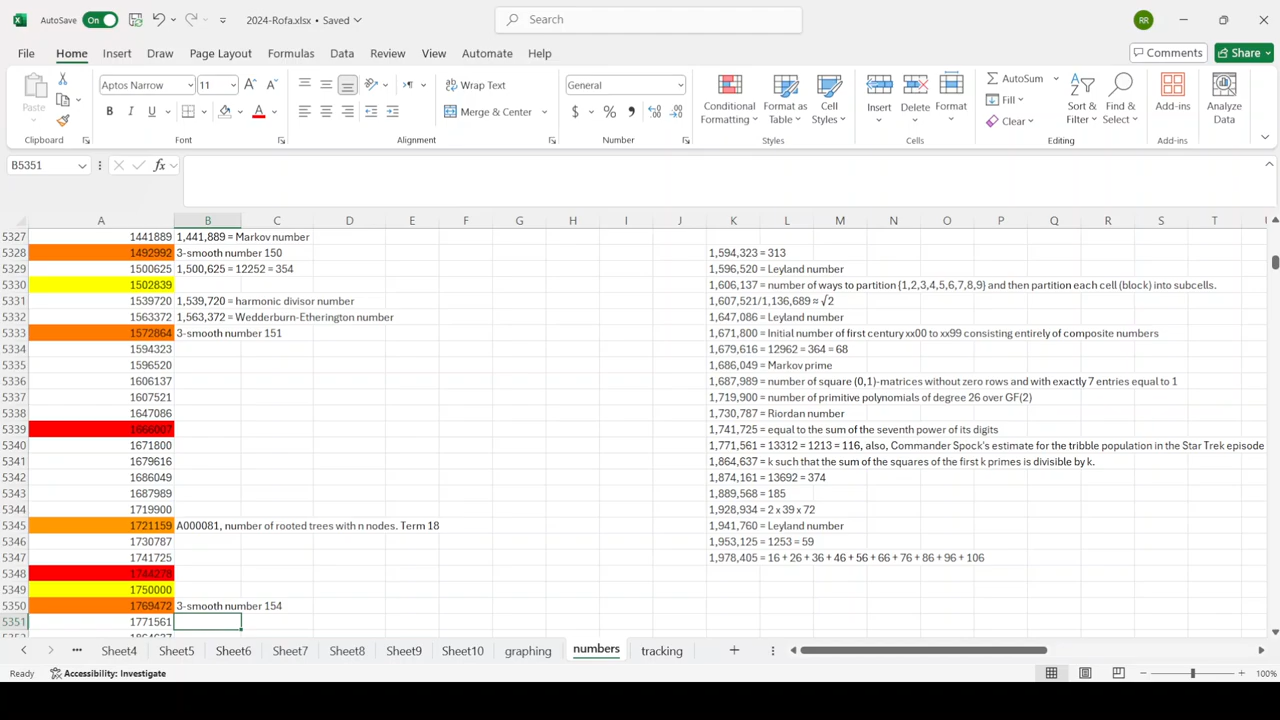 AutoSave On 2024-Rofa.xlsx • Saved Search RR
File Home Insert Draw Page Layout Formulas Data Review View Automate Help Comments Share
Paste Aptos Narrow 11 Wrap Text General Conditional Formatting Format as Table Cell Styles Insert Delete Format AutoSum Sort & Filter Find & Select Add-ins Analyze Data
B I U Merge & Center $ % Fill
Clear
Clipboard Font Alignment Number Styles Cells Editing Add-ins
B5351 fx
A B C D E F G H I J K L M N O P Q R S T
5327 1441889 1,441,889 = Markov number
5328 1492992 3-smooth number 150 1,594,323 = 313
5329 1500625 1,500,625 = 12252 = 354 1,596,520 = Leyland number
5330 1502839 1,606,137 = number of ways to partition {1,2,3,4,5,6,7,8,9} and then partition each cell (block) into subcells.
5331 1539720 1,539,720 = harmonic divisor number 1,607,521/1,136,689 ≈ √2
5332 1563372 1,563,372 = Wedderburn-Etherington number 1,647,086 = Leyland number
5333 1572864 3-smooth number 151 1,671,800 = Initial number of first century xx00 to xx99 consisting entirely of composite numbers
5334 1594323 1,679,616 = 12962 = 364 = 68
5335 1596520 1,686,049 = Markov prime
5336 1606137 1,687,989 = number of square (0,1)-matrices without zero rows and with exactly 7 entries equal to 1
5337 1607521 1,719,900 = number of primitive polynomials of degree 26 over GF(2)
5338 1647086 1,730,787 = Riordan number
5339 1666007 1,741,725 = equal to the sum of the seventh power of its digits
5340 1671800 1,771,561 = 13312 = 1213 = 116, also, Commander Spock's estimate for the tribble population in the Star Trek episode
5341 1679616 1,864,637 = k such that the sum of the squares of the first k primes is divisible by k.
5342 1686049 1,874,161 = 13692 = 374
5343 1687989 1,889,568 = 185
5344 1719900 1,928,934 = 2 x 39 x 72
5345 1721159 A000081, number of rooted trees with n nodes. Term 18 1,941,760 = Leyland number
5346 1730787 1,953,125 = 1253 = 59
5347 1741725 1,978,405 = 16 + 26 + 36 + 46 + 56 + 66 + 76 + 86 + 96 + 106
5348 1744278
5349 1750000
5350 1769472 3-smooth number 154
5351 1771561
Sheet4 Sheet5 Sheet6 Sheet7 Sheet8 Sheet9 Sheet10 graphing numbers tracking
Ready Accessibility: Investigate 100%